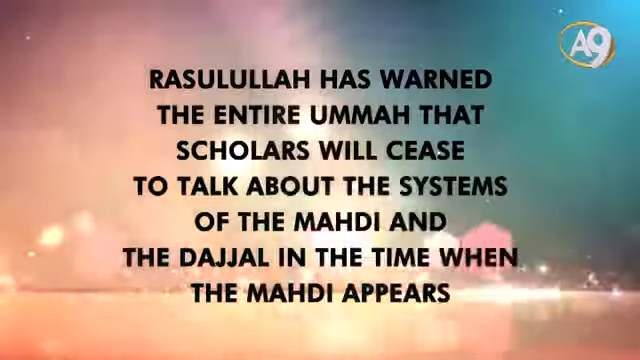 A9
RASULULLAH HAS WARNED
THE ENTIRE UMMAH THAT
SCHOLARS WILL CEASE
TO TALK ABOUT THE SYSTEMS
OF THE MAHDI AND
THE DAJJAL IN THE TIME WHEN
THE MAHDI APPEARS